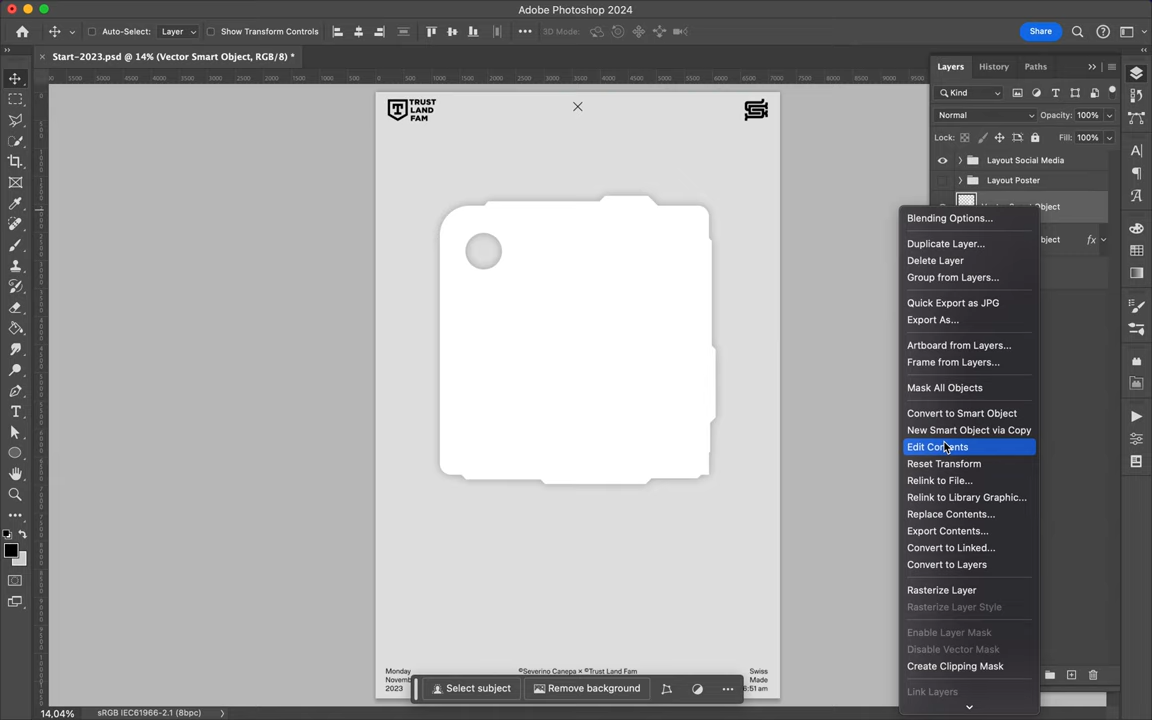 Adobe Photoshop 2024
Auto-Select: Layer Show Transform Controls 3D Mode: Share
Start-2023.psd @ 14% (Vector Smart Object, RGB/8) *
Layers History Paths
Kind
Normal Opacity: 100%
Lock: Fill: 100%
Layout Social Media
Layout Poster
TRUST
LAND
FAM
Blending Options...
Duplicate Layer...
Delete Layer
Group from Layers...
Quick Export as JPG
Export As...
Artboard from Layers...
Frame from Layers...
Mask All Objects
Convert to Smart Object
New Smart Object via Copy
Edit Contents
Reset Transform
Relink to File...
Relink to Library Graphic...
Replace Contents...
Export Contents...
Convert to Linked...
Convert to Layers
Rasterize Layer
Rasterize Layer Style
Enable Layer Mask
Disable Vector Mask
Create Clipping Mask
Link Layers
Monday
2023
©Severino Canepa × ©Trust Land Fam
Swiss
Made
Select subject Remove background
14,04% sRGB IEC61966-2.1 (8bpc)